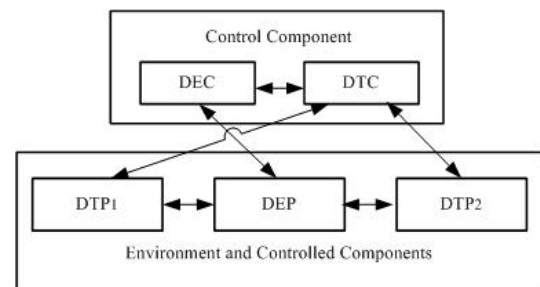 Control Component
DEC DTC
DTP1 DEP DTP2
Environment and Controlled Components